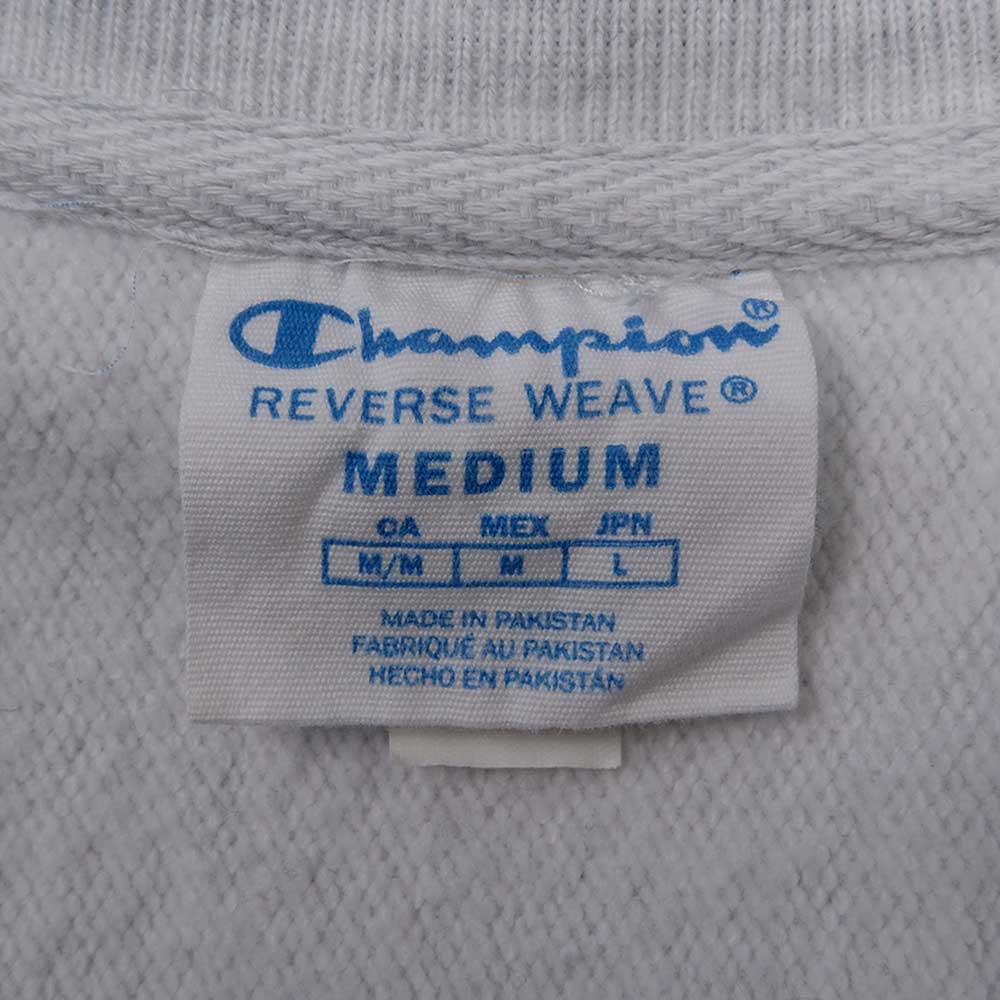 Champion®
REVERSE WEAVE®
MEDIUM
CA MEX JPN
M/M M L
MADE IN PAKISTAN
FABRIQUÉ AU PAKISTAN
HECHO EN PAKISTÁN